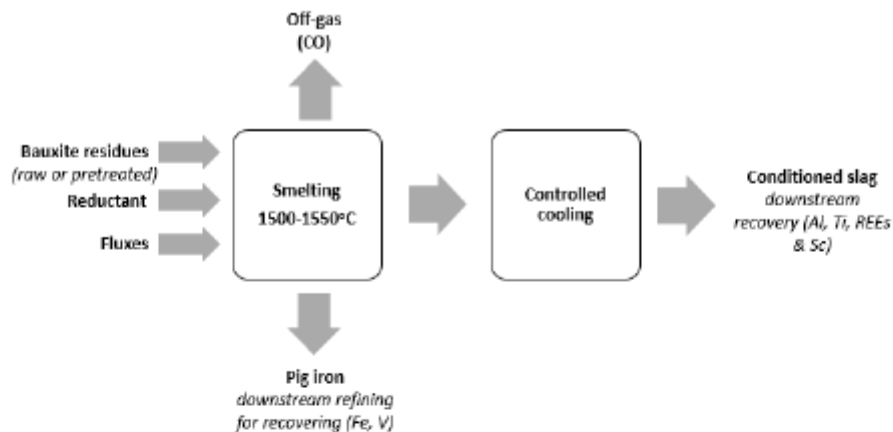 Off-gas
(CO)
Bauxite residues
(raw or pretreated)
Reductant
Fluxes
Smelting
1500-1550°C
Controlled
cooling
Conditioned slag
downstream
recovery (Al, Ti, REEs
& Sc)
Pig iron
downstream refining
for recovering (Fe, V)